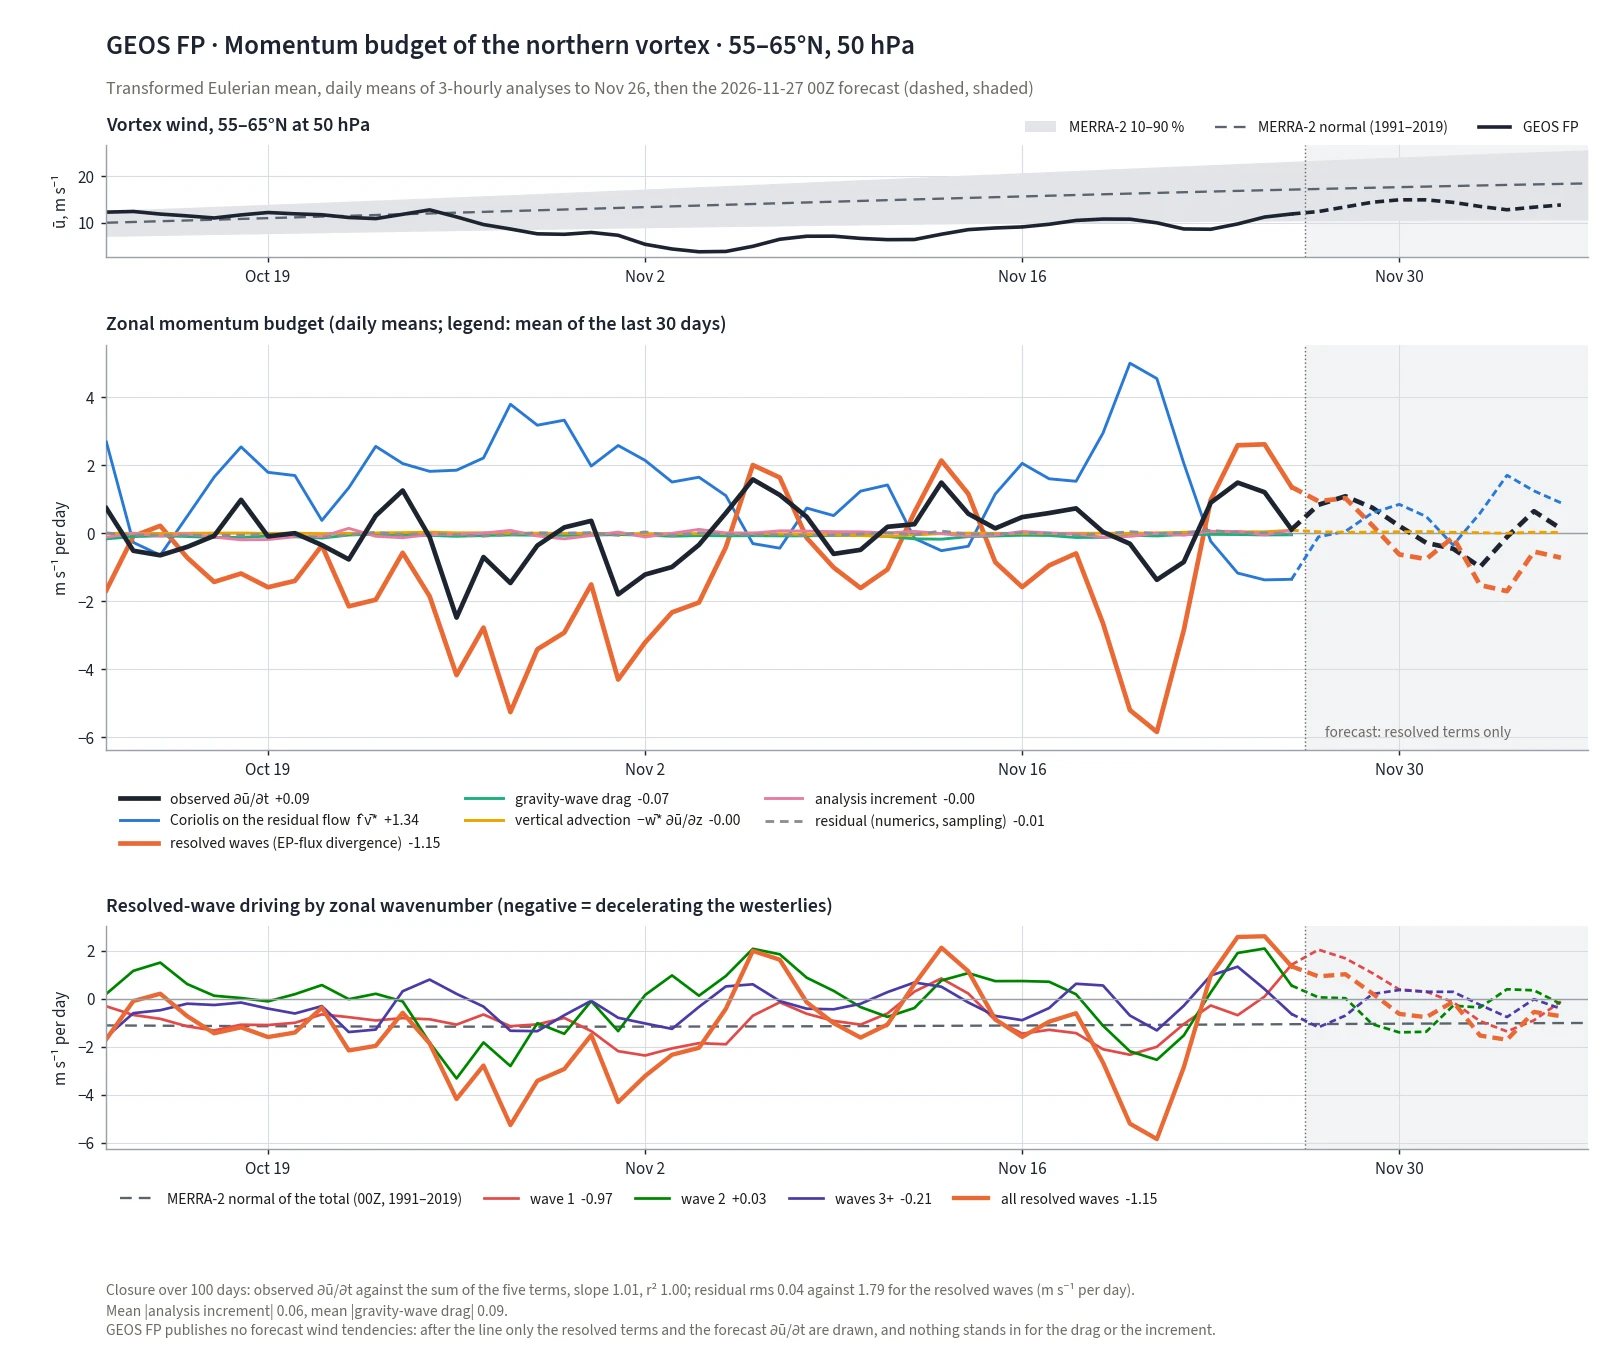 GEOS FP · Momentum budget of the northern vortex · 55–65°N, 50 hPa
Transformed Eulerian mean, daily means of 3-hourly analyses to Nov 26, then the 2026-11-27 00Z forecast (dashed, shaded)
Vortex wind, 55–65°N at 50 hPa
MERRA-2 10–90 %
MERRA-2 normal (1991–2019)
GEOS FP
ū, m s⁻¹
20
10
Oct 19
Nov 2
Nov 16
Nov 30
Zonal momentum budget (daily means; legend: mean of the last 30 days)
m s⁻¹ per day
4
2
0
−2
−4
−6
forecast: resolved terms only
Oct 19
Nov 2
Nov 16
Nov 30
observed ∂ū/∂t +0.09
Coriolis on the residual flow f v̄* +1.34
resolved waves (EP-flux divergence) -1.15
gravity-wave drag -0.07
vertical advection −w̄* ∂ū/∂z -0.00
analysis increment -0.00
residual (numerics, sampling) -0.01
Resolved-wave driving by zonal wavenumber (negative = decelerating the westerlies)
m s⁻¹ per day
2
0
−2
−4
−6
Oct 19
Nov 2
Nov 16
Nov 30
MERRA-2 normal of the total (00Z, 1991–2019)
wave 1 -0.97
wave 2 +0.03
waves 3+ -0.21
all resolved waves -1.15
Closure over 100 days: observed ∂ū/∂t against the sum of the five terms, slope 1.01, r² 1.00; residual rms 0.04 against 1.79 for the resolved waves (m s⁻¹ per day).
Mean |analysis increment| 0.06, mean |gravity-wave drag| 0.09.
GEOS FP publishes no forecast wind tendencies: after the line only the resolved terms and the forecast ∂ū/∂t are drawn, and nothing stands in for the drag or the increment.